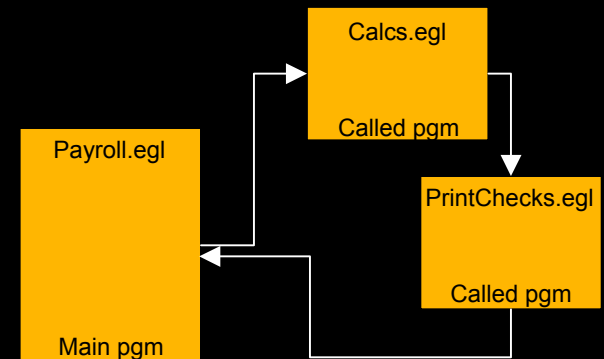 Calcs.egl
Called pgm
Payroll.egl
Main pgm
PrintChecks.egl
Called pgm